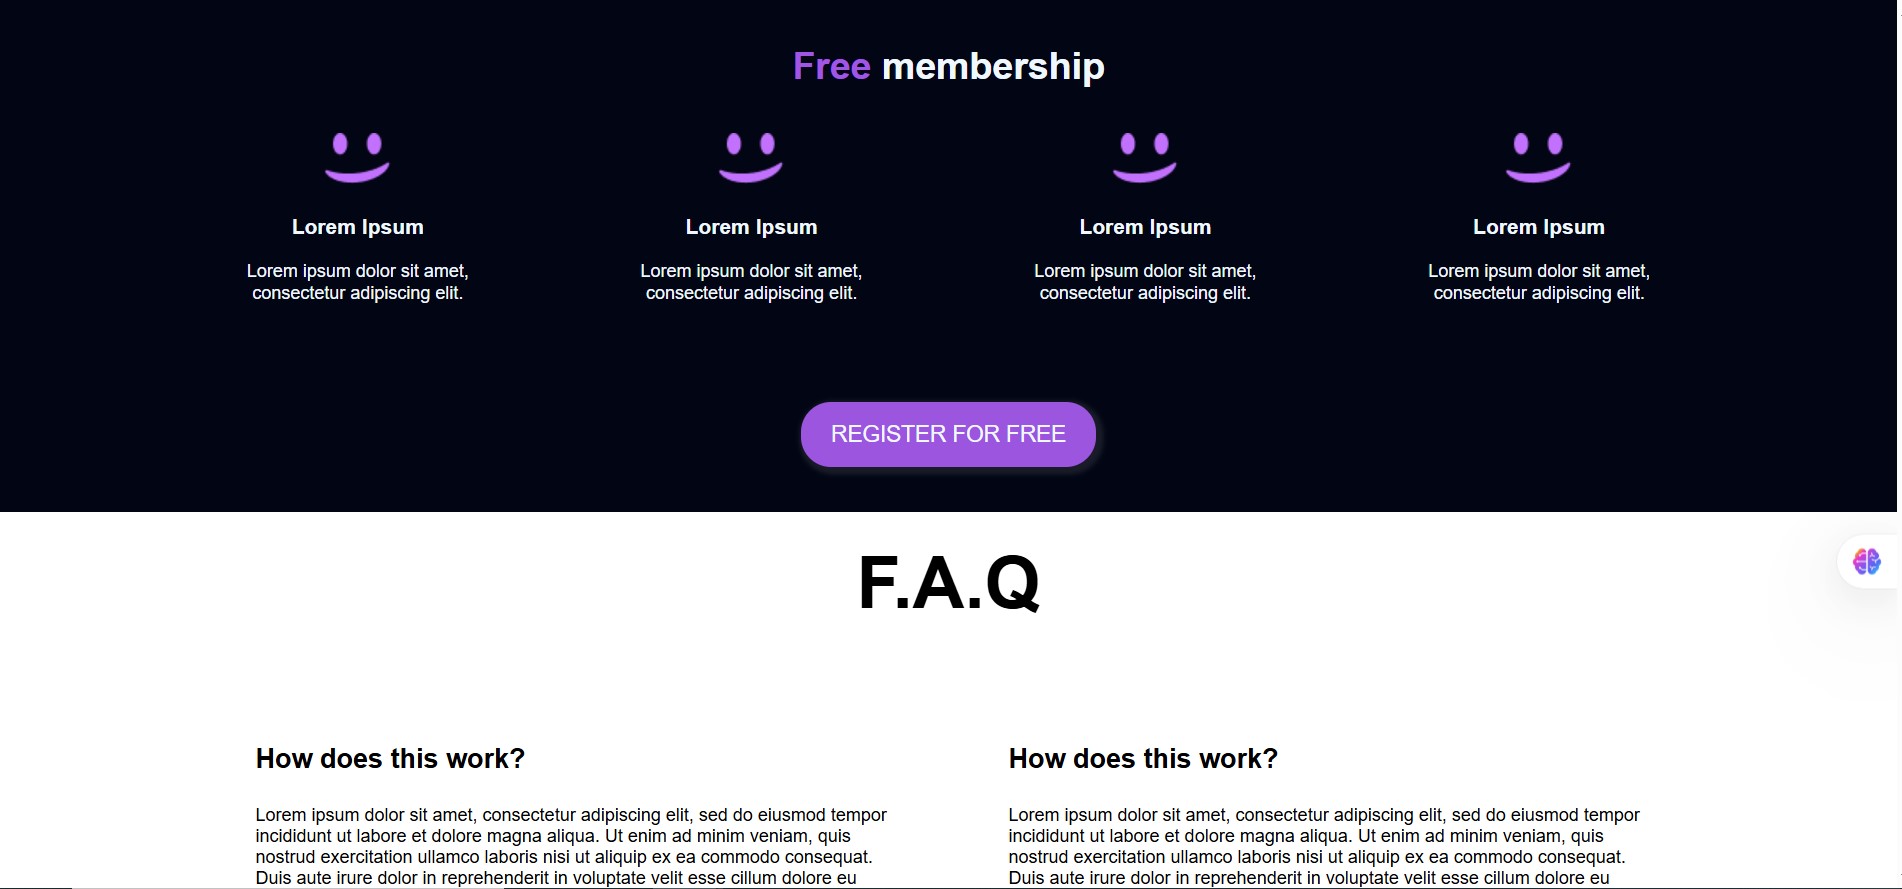 Free membership
Lorem Ipsum
Lorem ipsum dolor sit amet,
consectetur adipiscing elit.
Lorem Ipsum
Lorem ipsum dolor sit amet,
consectetur adipiscing elit.
Lorem Ipsum
Lorem ipsum dolor sit amet,
consectetur adipiscing elit.
Lorem Ipsum
Lorem ipsum dolor sit amet,
consectetur adipiscing elit.
REGISTER FOR FREE
F.A.Q
How does this work?
Lorem ipsum dolor sit amet, consectetur adipiscing elit, sed do eiusmod tempor
incididunt ut labore et dolore magna aliqua. Ut enim ad minim veniam, quis
nostrud exercitation ullamco laboris nisi ut aliquip ex ea commodo consequat.
Duis aute irure dolor in reprehenderit in voluptate velit esse cillum dolore eu
How does this work?
Lorem ipsum dolor sit amet, consectetur adipiscing elit, sed do eiusmod tempor
incididunt ut labore et dolore magna aliqua. Ut enim ad minim veniam, quis
nostrud exercitation ullamco laboris nisi ut aliquip ex ea commodo consequat.
Duis aute irure dolor in reprehenderit in voluptate velit esse cillum dolore eu